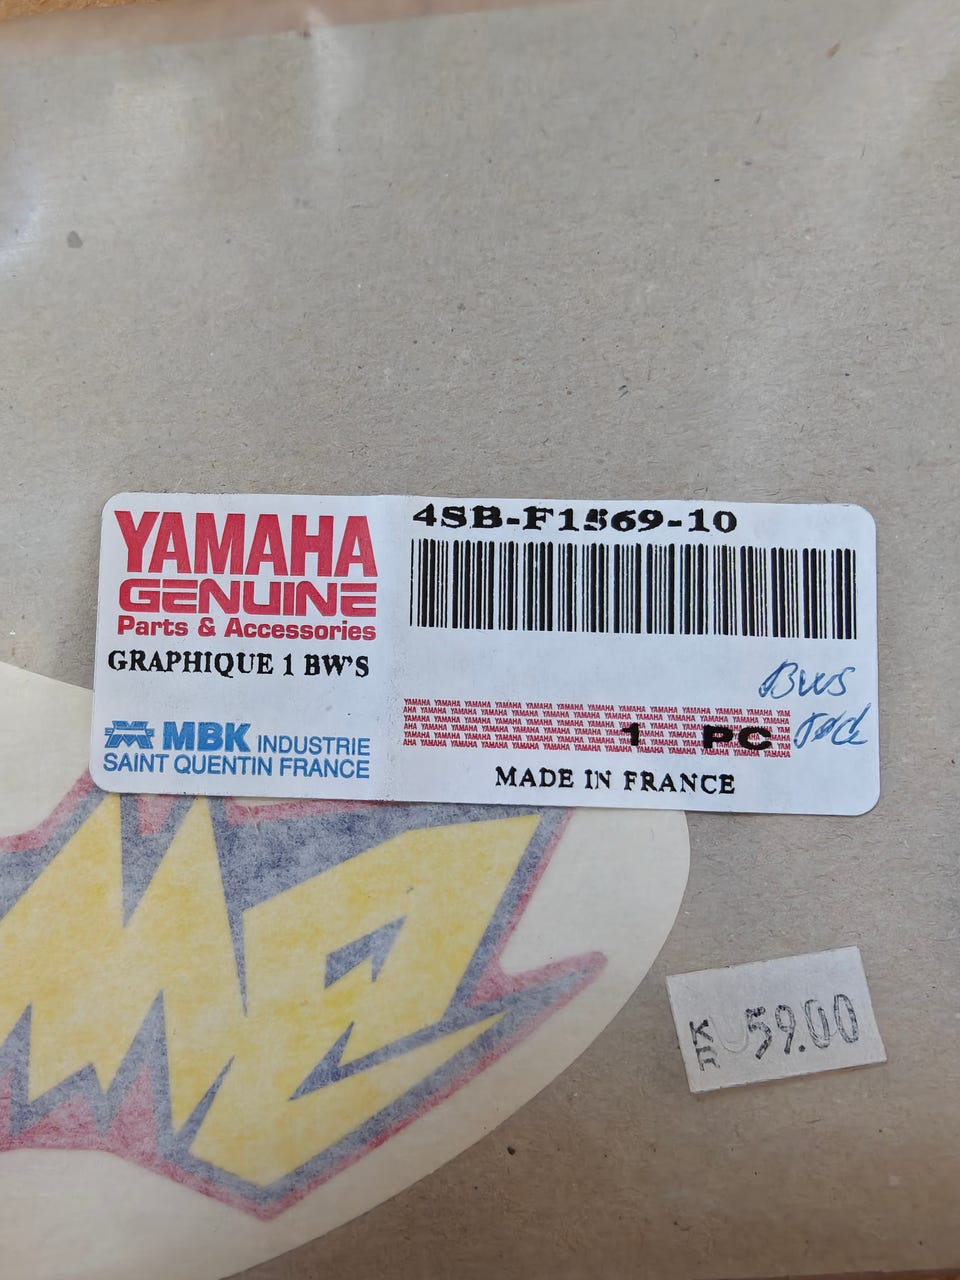 YAMAHA
GENUINE
Parts & Accessories
GRAPHIQUE 1 BW'S
MBK INDUSTRIE
SAINT QUENTIN FRANCE
4SB-F1569-10
BWS
1 PC
MADE IN FRANCE
KR 59.00